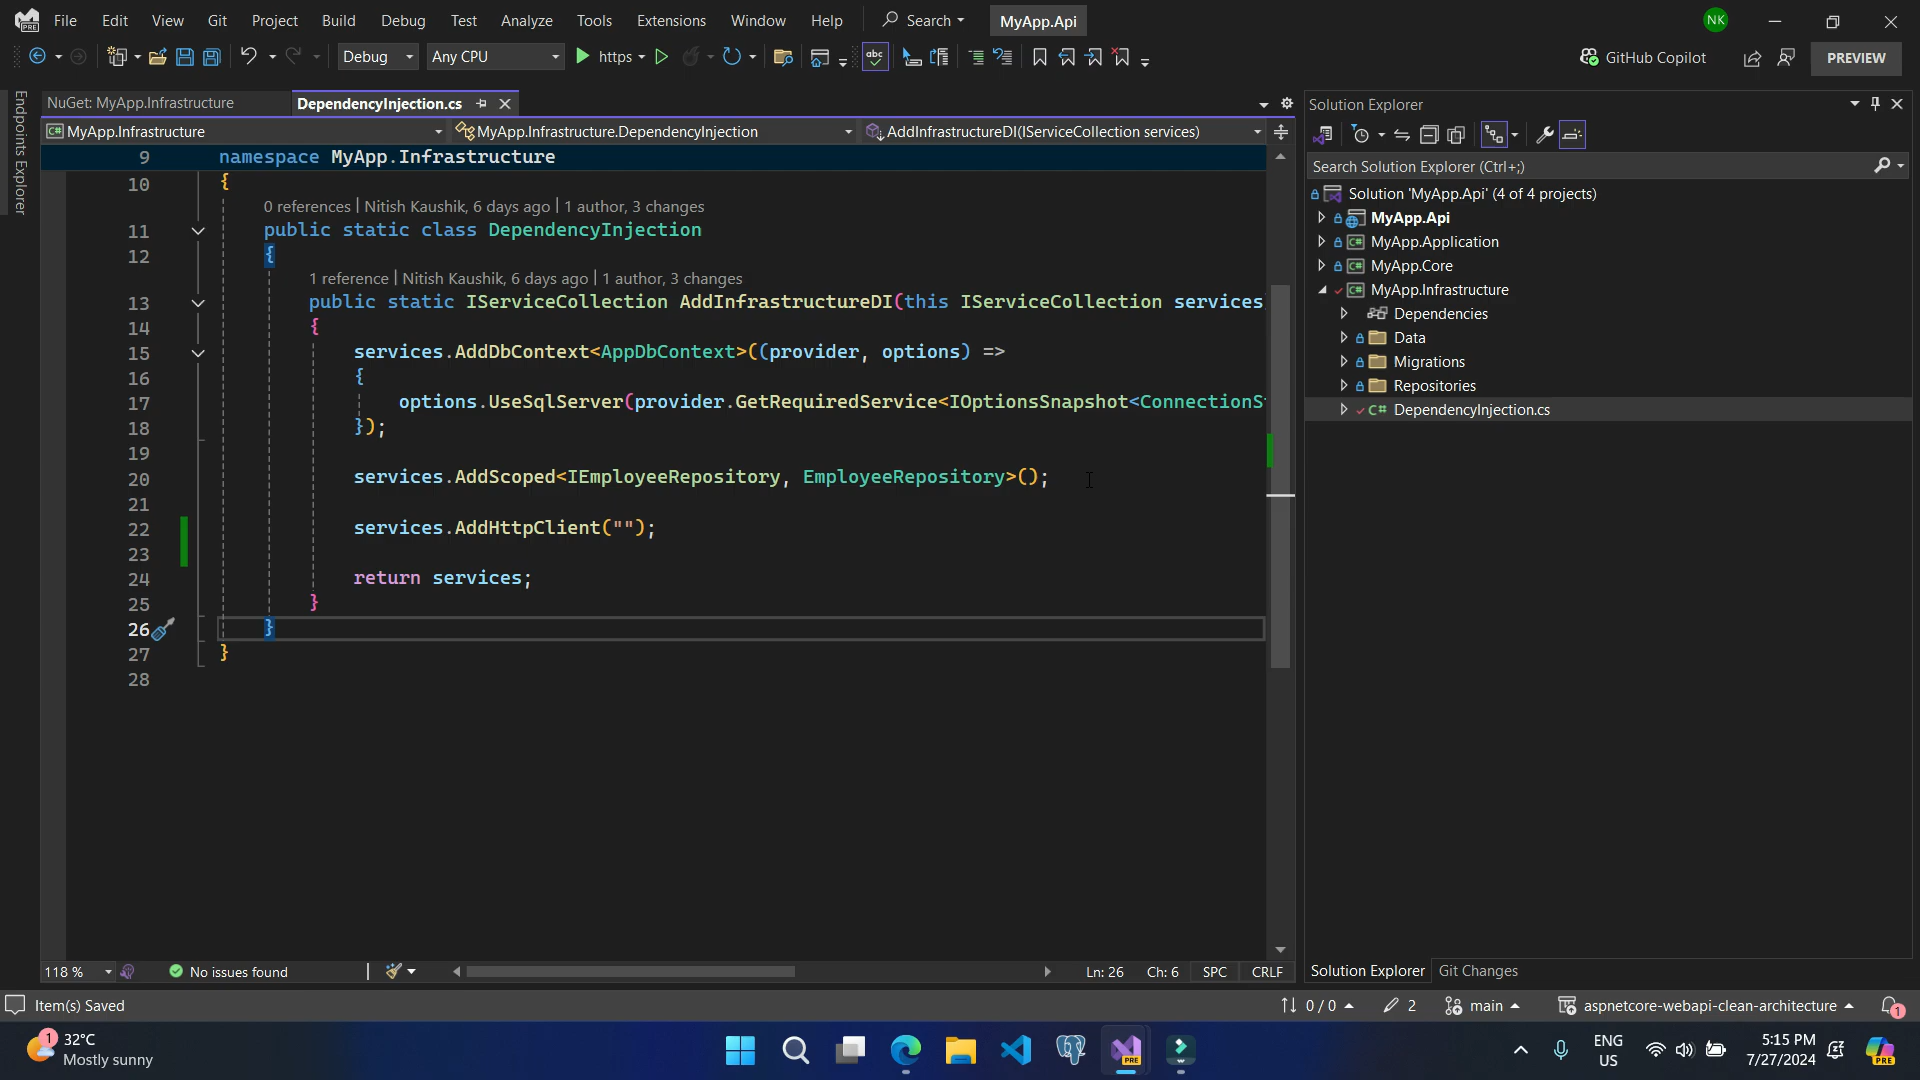 File Edit View Git Project Build Debug Test Analyze Tools Extensions Window Help Search MyApp.Api NK
Debug Any CPU https GitHub Copilot PREVIEW
Endpoints Explorer
NuGet: MyApp.Infrastructure DependencyInjection.cs
MyApp.Infrastructure MyApp.Infrastructure.DependencyInjection AddInfrastructureDI(IServiceCollection services)
9 namespace MyApp.Infrastructure
10 {
0 references | Nitish Kaushik, 6 days ago | 1 author, 3 changes
11 public static class DependencyInjection
12 {
1 reference | Nitish Kaushik, 6 days ago | 1 author, 3 changes
13 public static IServiceCollection AddInfrastructureDI(this IServiceCollection services
14 {
15 services.AddDbContext<AppDbContext>((provider, options) =>
16 {
17 options.UseSqlServer(provider.GetRequiredService<IOptionsSnapshot<ConnectionS
18 });
19
20 services.AddScoped<IEmployeeRepository, EmployeeRepository>();
21
22 services.AddHttpClient("");
23
24 return services;
25 }
26 }
27 }
28
118 % No issues found Ln: 26 Ch: 6 SPC CRLF
Solution Explorer
Search Solution Explorer (Ctrl+;)
Solution 'MyApp.Api' (4 of 4 projects)
MyApp.Api
MyApp.Application
MyApp.Core
MyApp.Infrastructure
Dependencies
Data
Migrations
Repositories
DependencyInjection.cs
Solution Explorer Git Changes
Item(s) Saved 0 / 0 2 main aspnetcore-webapi-clean-architecture 1
1 32°C
Mostly sunny
ENG
US
5:15 PM
7/27/2024